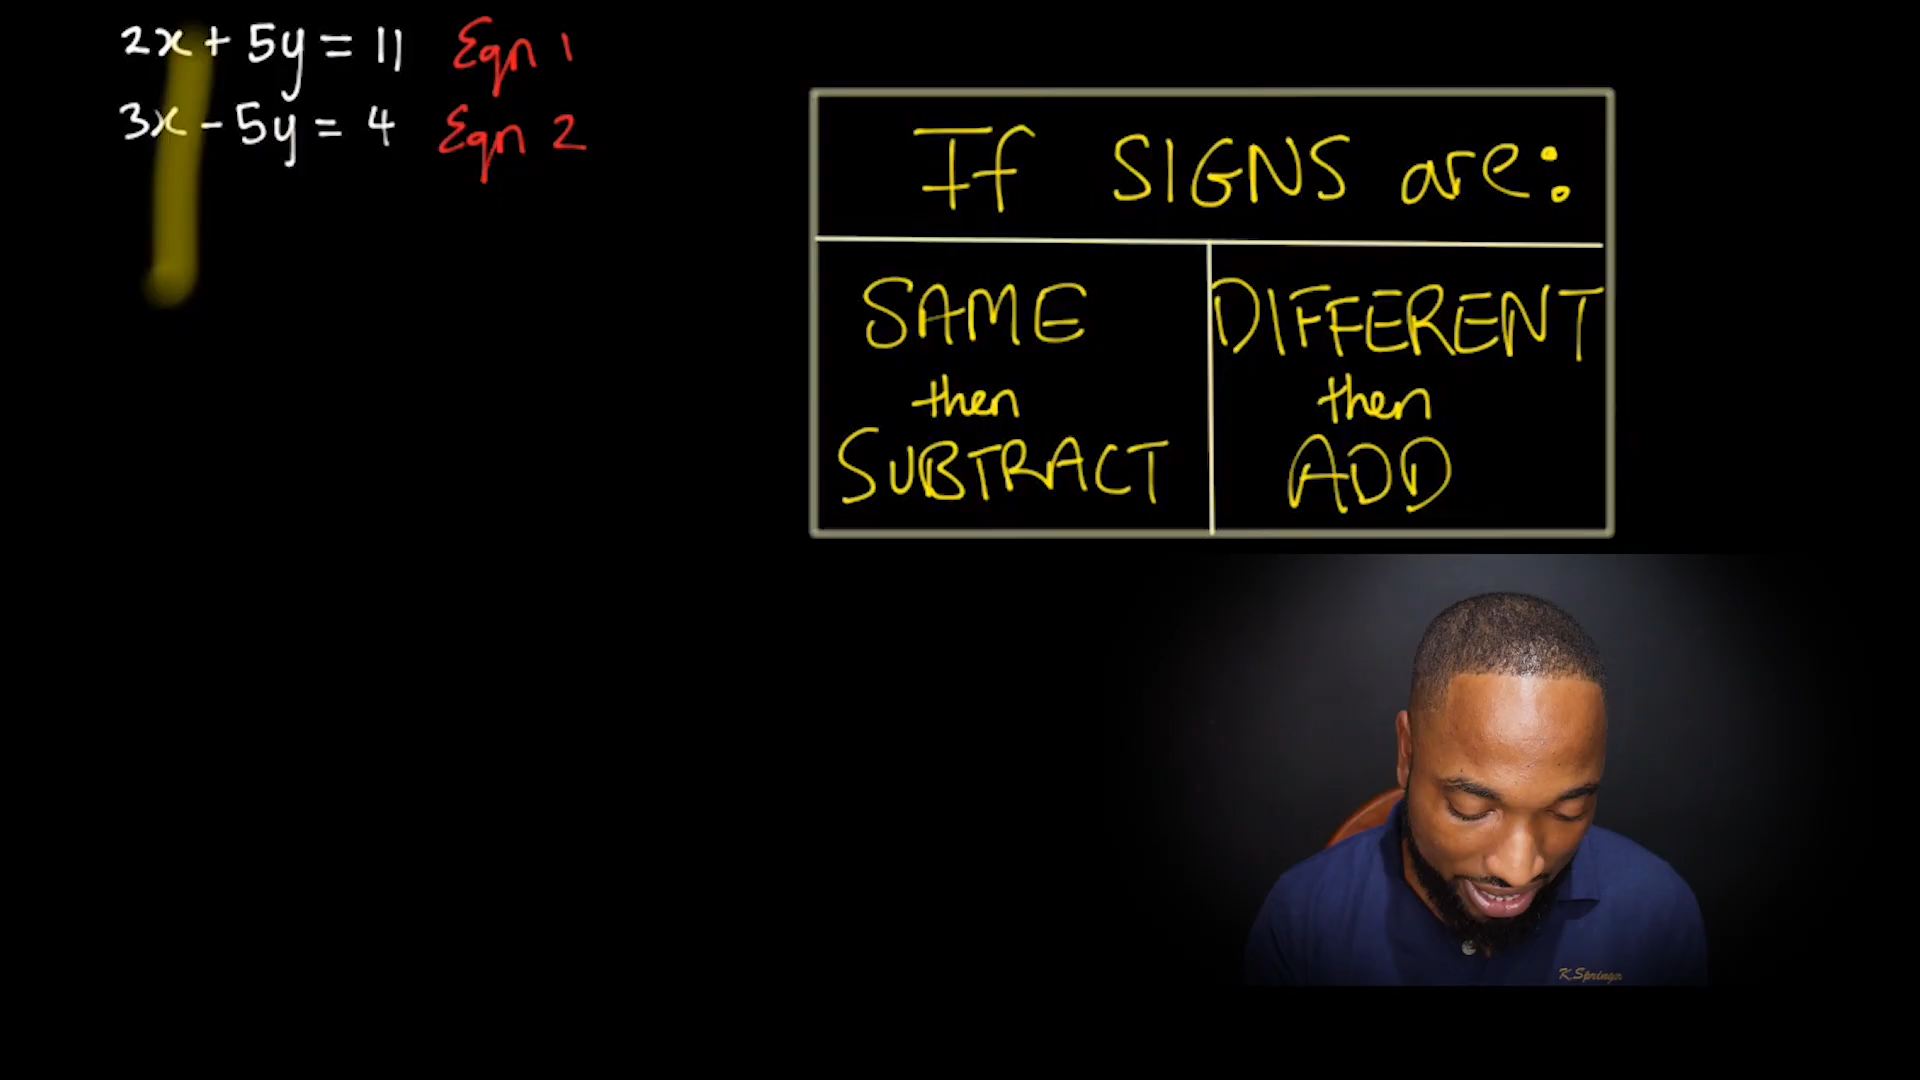 2x + 5y = 11 Eqn 1
3x - 5y = 4 Eqn 2
If SIGNS are:
SAME
then
SUBTRACT
DIFFERENT
then
ADD
K.Springer